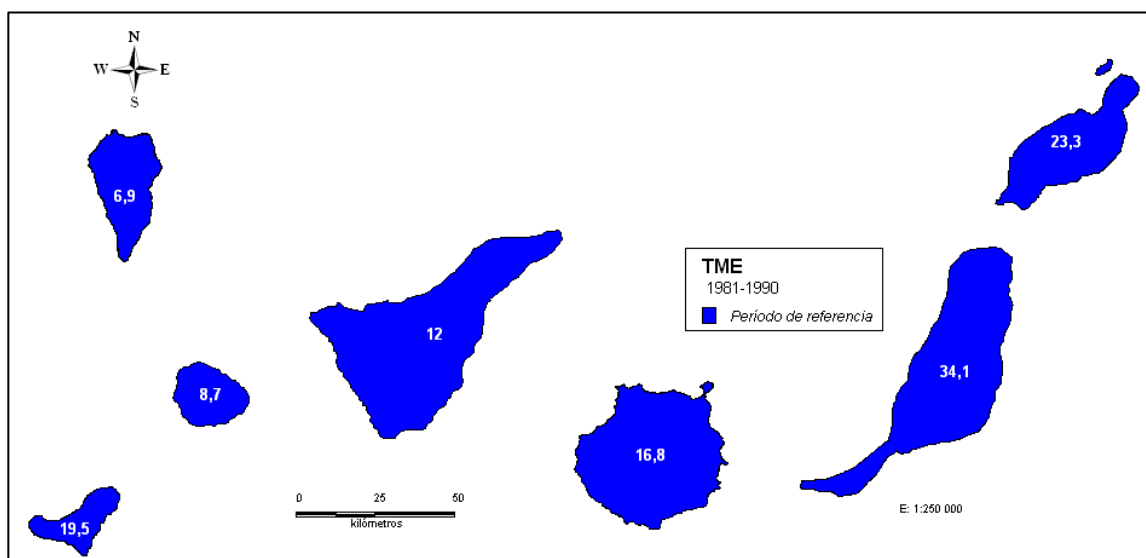 N
W E
S
23,3
6,9
TME
1981-1990
Período de referencia
12
34,1
8,7
16,8
0 25 50
kilómetros
E: 1:250 000
19,5